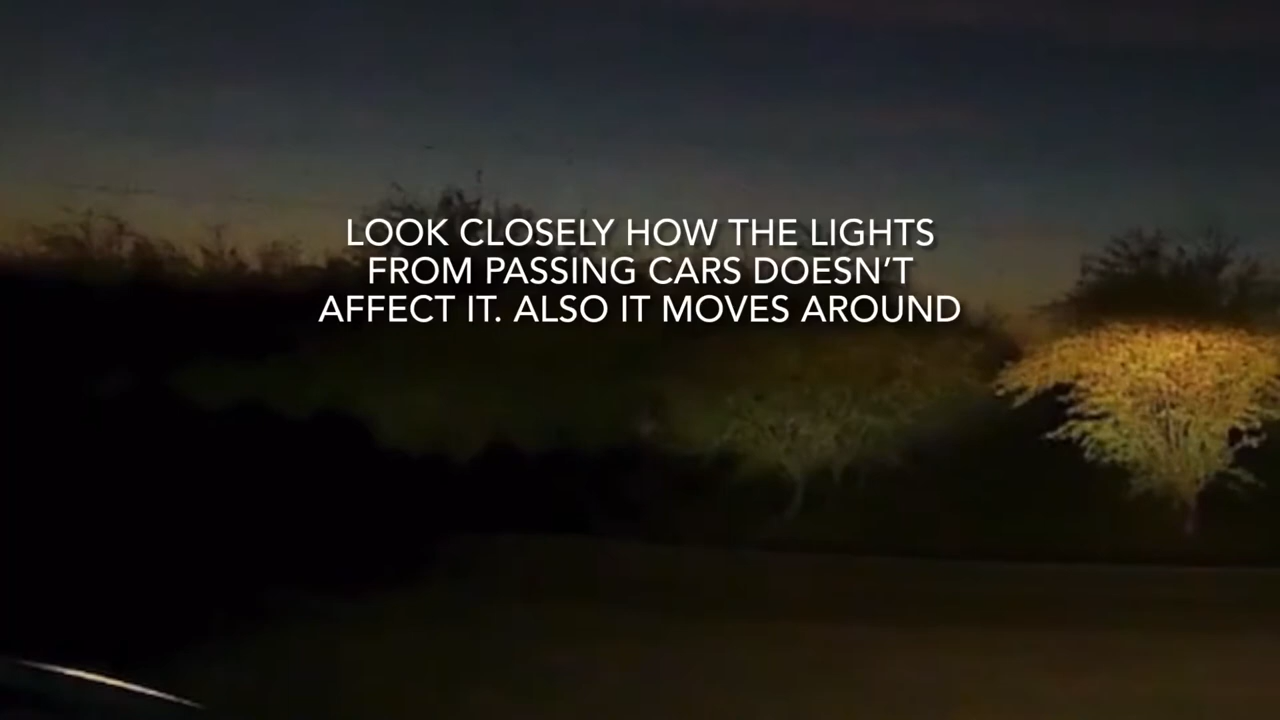 LOOK CLOSELY HOW THE LIGHTS
FROM PASSING CARS DOESN’T
AFFECT IT. ALSO IT MOVES AROUND